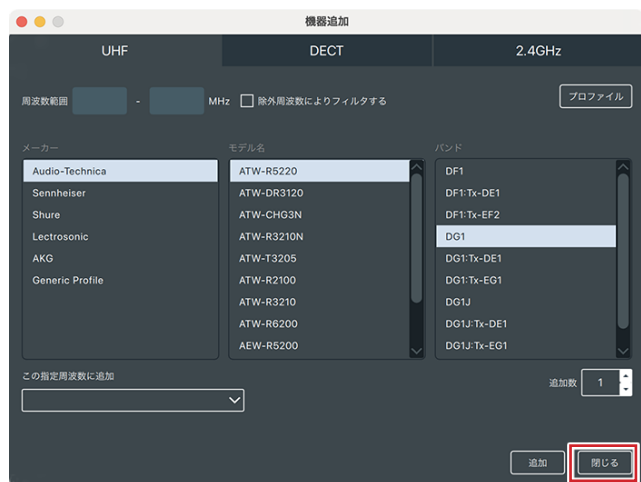 機器追加
UHF
DECT
2.4GHz
周波数範囲 - MHz 除外周波数によりフィルタする
プロファイル
メーカー
Audio-Technica
Sennheiser
Shure
Lectrosonic
AKG
Generic Profile
モデル名
ATW-R5220
ATW-DR3120
ATW-CHG3N
ATW-R3210N
ATW-T3205
ATW-R2100
ATW-R3210
ATW-R6200
AEW-R5200
バンド
DF1
DF1:Tx-DE1
DF1:Tx-EF2
DG1
DG1:Tx-DE1
DG1:Tx-EG1
DG1J
DG1J:Tx-DE1
DG1J:Tx-EG1
この指定周波数に追加
追加数 1
追加
閉じる